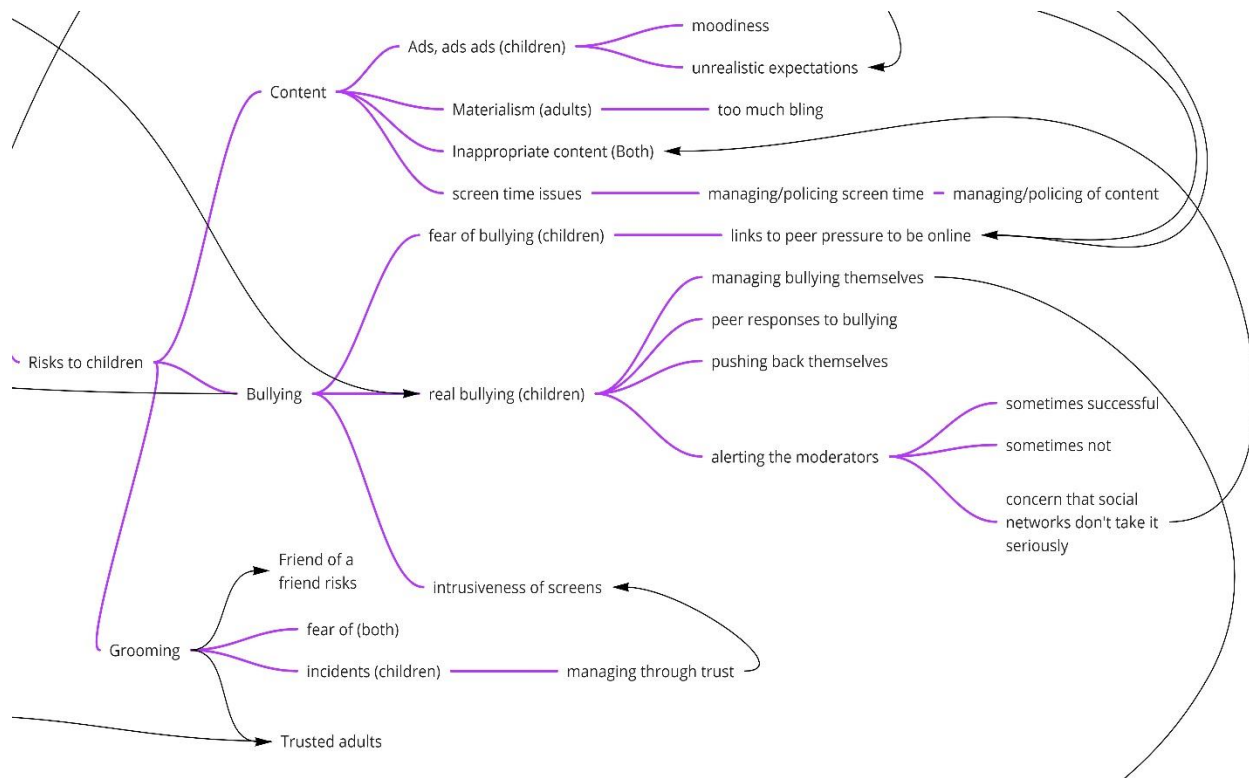 moodiness
Ads, ads ads (children)
unrealistic expectations
Content
Materialism (adults)
too much bling
Inappropriate content (Both)
screen time issues
managing/policing screen time
managing/policing of content
fear of bullying (children)
links to peer pressure to be online
managing bullying themselves
peer responses to bullying
Risks to children
pushing back themselves
Bullying
real bullying (children)
sometimes successful
alerting the moderators
sometimes not
concern that social
networks don't take it
seriously
Friend of a
friend risks
intrusiveness of screens
fear of (both)
Grooming
incidents (children)
managing through trust
Trusted adults